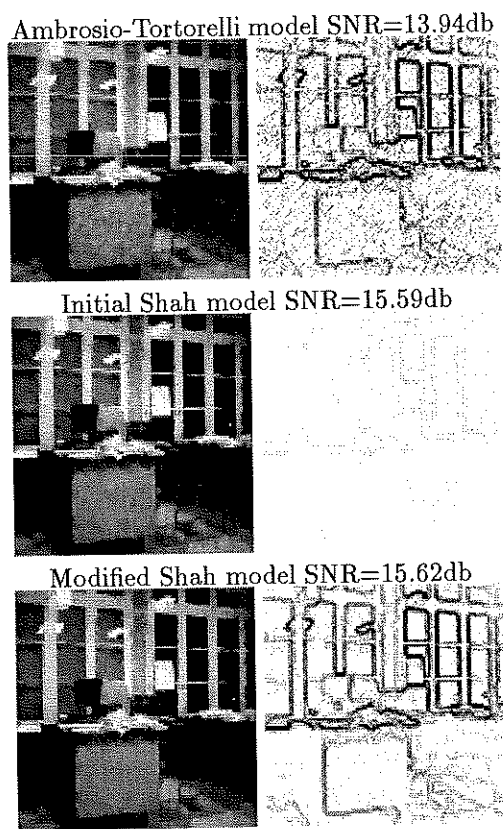 Ambrosio-Tortorelli model SNR=13.94db
Initial Shah model SNR=15.59db
Modified Shah model SNR=15.62db